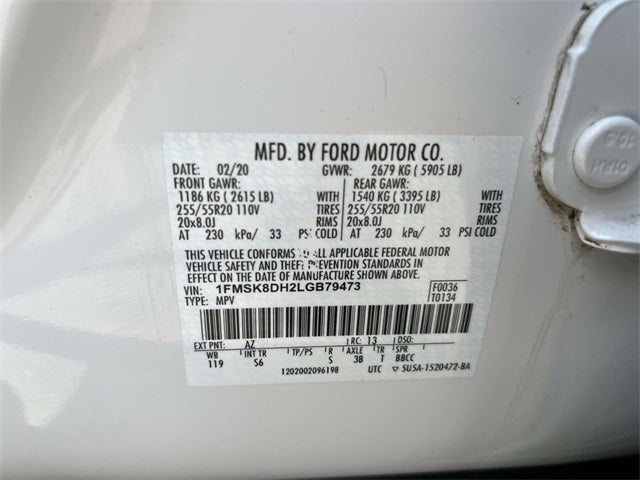 MFD. BY FORD MOTOR CO.
DATE: 02/20 GVWR: 2679 KG ( 5905 LB)
FRONT GAWR: REAR GAWR:
1186 KG ( 2615 LB) WITH 1540 KG ( 3395 LB) WITH
255/55R20 110V TIRES 255/55R20 110V TIRES
20x8.0J RIMS 20x8.0J RIMS
AT 230 kPa/ 33 PSI COLD AT 230 kPa/ 33 PSI COLD
THIS VEHICLE CONFORMS ALL APPLICABLE FEDERAL MOTOR
VEHICLE SAFETY AND THEFT PREVENTION STANDARDS IN
EFFECT ON THE DATE OF MANUFACTURE SHOWN ABOVE.
VIN: 1FMSK8DH2LGB79473 F0036
TYPE: MPV T0134
EXT PNT: AZ RC: 13 DSO:
WB INT TR TP/PS R AXLE TR SPR
119 S6 S 3B T BBCC
1202002096198 UTC 5U5A-1520472-BA